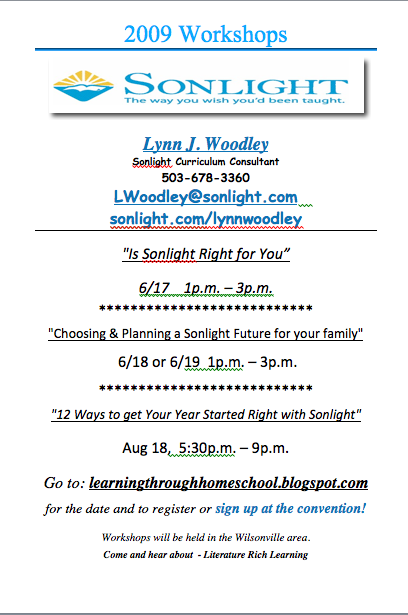 2009 Workshops
SONLIGHT
The way you wish you'd been taught.
Lynn J. Woodley
Sonlight Curriculum Consultant
503-678-3360
LWoodley@sonlight.com
sonlight.com/lynnwoodley
"Is Sonlight Right for You”
6/17 1p.m. – 3p.m.
***************************
"Choosing & Planning a Sonlight Future for your family"
6/18 or 6/19 1p.m. – 3p.m.
***************************
"12 Ways to get Your Year Started Right with Sonlight"
Aug 18, 5:30p.m. – 9p.m.
Go to: learningthroughhomeschool.blogspot.com
for the date and to register or sign up at the convention!
Workshops will be held in the Wilsonville area.
Come and hear about - Literature Rich Learning